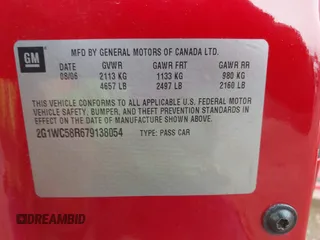 GM
MFD BY GENERAL MOTORS OF CANADA LTD.
DATE GVWR GAWR FRT GAWR RR
08/06 2113 KG 1133 KG 980 KG
4657 LB 2497 LB 2160 LB
THIS VEHICLE CONFORMS TO ALL APPLICABLE U.S. FEDERAL MOTOR
VEHICLE SAFETY, BUMPER, AND THEFT PREVENTION STANDARDS IN
EFFECT ON THE DATE OF MANUFACTURE SHOWN ABOVE.
2G1WC58R679138054 TYPE: PASS CAR
DREAMBID